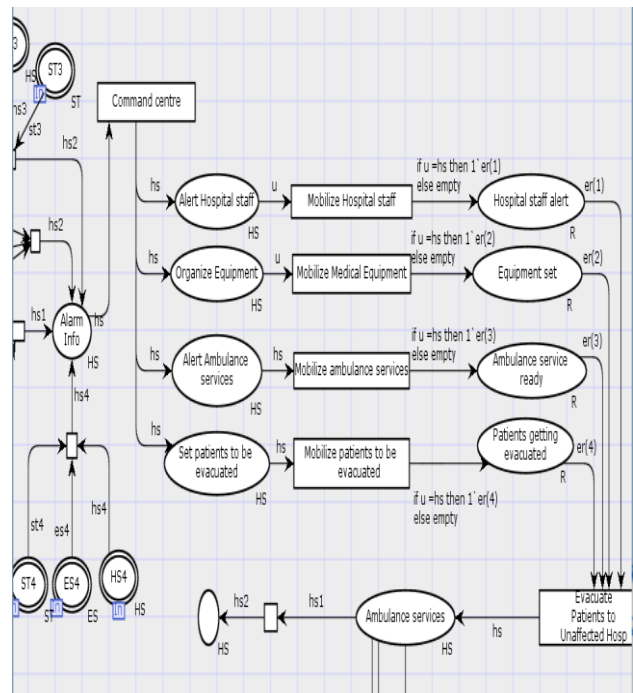 3
HS
ST3
In
ST
hs3
st3
hs2
Command centre
hs
Alert Hospital staff
HS
u
Mobilize Hospital staff
if u =hs then 1`er(1)
else empty
Hospital staff alert
R
er(1)
hs2
hs
Organize Equipment
HS
u
Mobilize Medical Equipment
if u =hs then 1`er(2)
else empty
Equipment set
R
er(2)
hs1
Alarm
Info
hs
HS
hs
Alert Ambulance
services
HS
hs
Mobilize ambulance services
if u =hs then 1`er(3)
else empty
Ambulance service
ready
R
er(3)
hs4
hs
Set patients to be
evacuated
HS
hs
Mobilize patients to be
evacuated
if u =hs then 1`er(4)
else empty
Patients getting
evacuated
R
er(4)
st4
es4
hs4
ST4
ST
ES4
In
ES
HS4
In
HS
HS
hs2
hs1
Ambulance services
HS
hs
Evacuate
Patients to
Unaffected Hosp